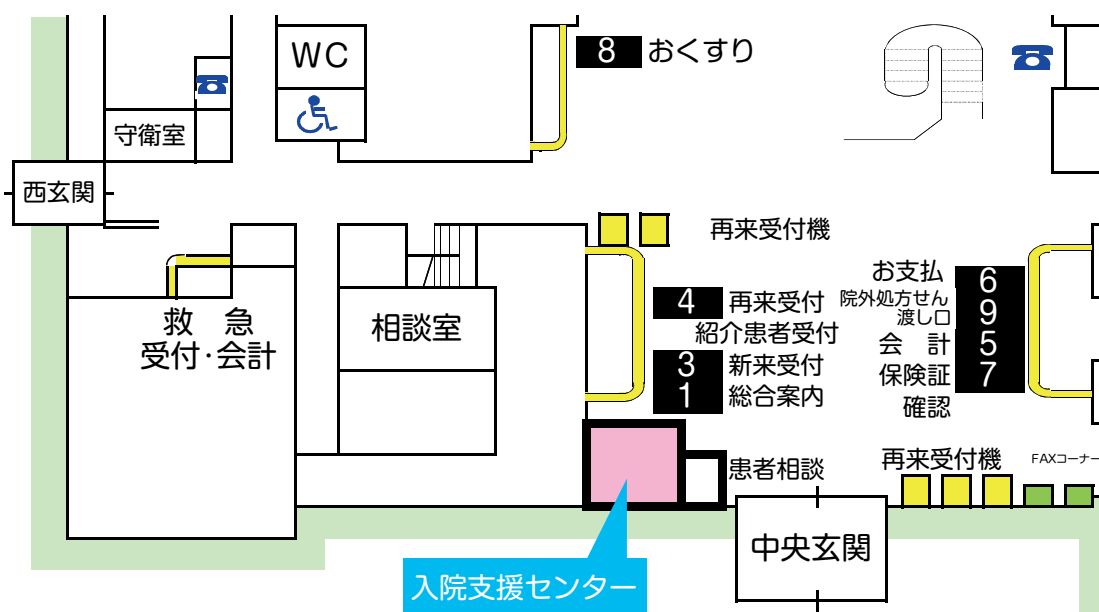 WC
8 おくすり
守衛室
西玄関
再来受付機
救 急
受付・会計
相談室
4 再来受付
紹介患者受付
3 新来受付
1 総合案内
お支払 6
院外処方せん
渡し口 9
会 計 5
保険証 7
確認
患者相談
再来受付機
FAXコーナー
中央玄関
入院支援センター